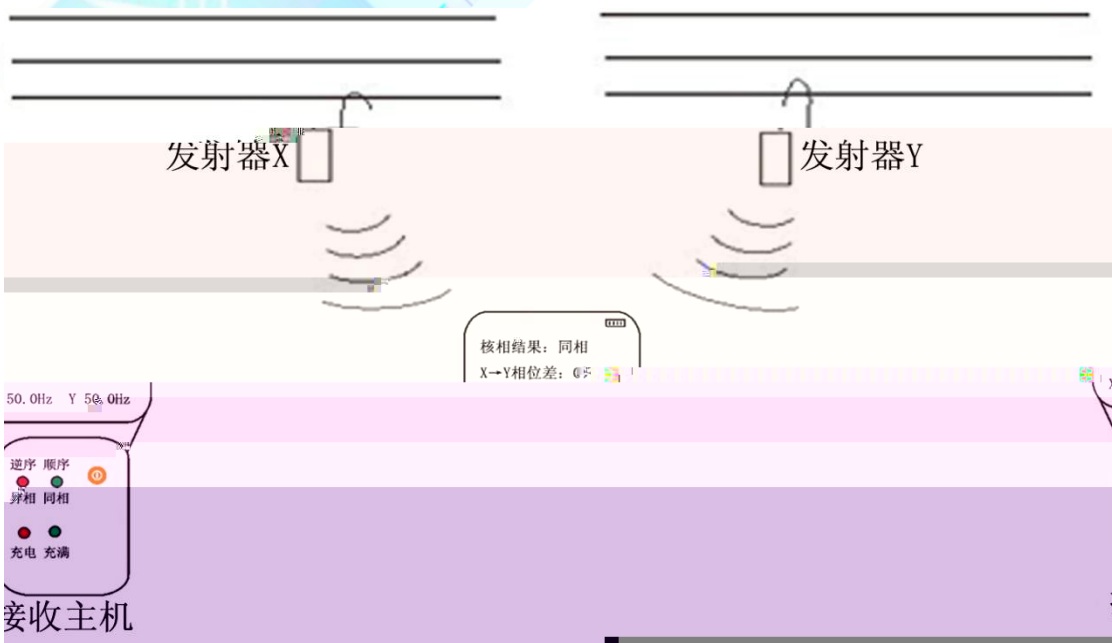 发射器X
发射器Y
核相结果：同相
X→Y相位差：
50.0Hz Y 50.0Hz
逆序 顺序
异相 同相
充电 充满
接收主机